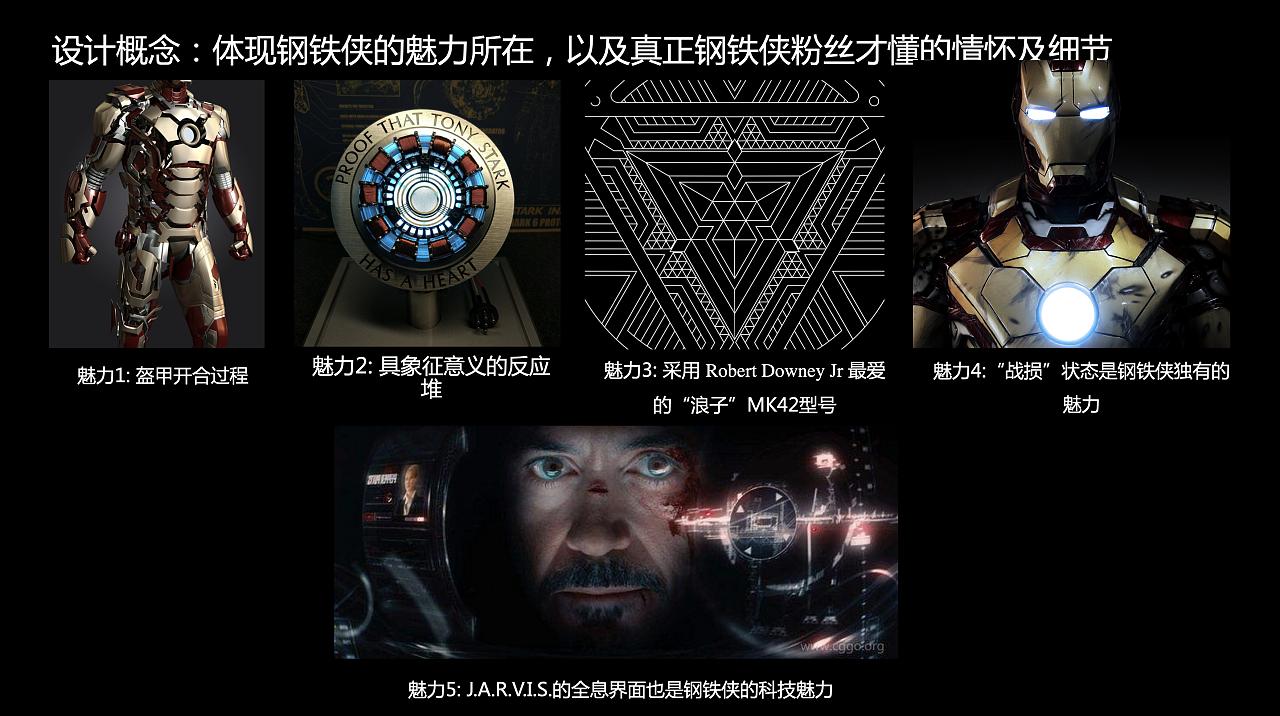 设计概念：体现钢铁侠的魅力所在，以及真正钢铁侠粉丝才懂的情怀及细节
PROOF THAT TONY STARK
HAS A HEART
魅力1: 盔甲开合过程
魅力2: 具象征意义的反应
堆
魅力3: 采用 Robert Downey Jr 最爱
的“浪子”MK42型号
魅力4:“战损”状态是钢铁侠独有的
魅力
www.cggo.org
魅力5: J.A.R.V.I.S.的全息界面也是钢铁侠的科技魅力